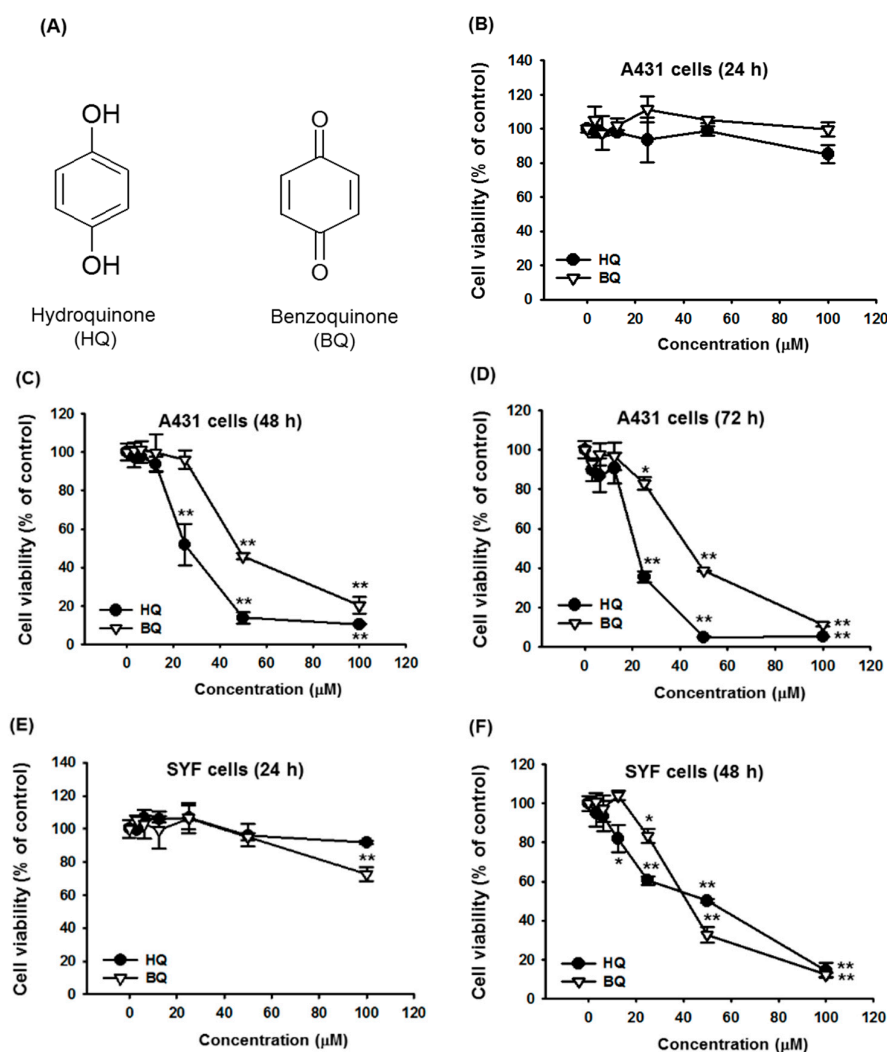 (A)
OH
OH
Hydroquinone
(HQ)
O
O
Benzoquinone
(BQ)
(B)
A431 cells (24 h)
Cell viability (% of control)
140
120
100
80
60
40
20
0
HQ
BQ
0 20 40 60 80 100 120
Concentration (µM)
(C)
A431 cells (48 h)
Cell viability (% of control)
120
100
80
60
40
20
0
**
**
**
**
**
HQ
BQ
0 20 40 60 80 100 120
Concentration (µM)
(D)
A431 cells (72 h)
Cell viability (% of control)
120
100
80
60
40
20
0
*
**
**
**
**
**
HQ
BQ
0 20 40 60 80 100 120
Concentration (µM)
(E)
SYF cells (24 h)
Cell viability (% of control)
140
120
100
80
60
40
20
0
**
HQ
BQ
0 20 40 60 80 100 120
Concentration (µM)
(F)
SYF cells (48 h)
Cell viability (% of control)
120
100
80
60
40
20
0
*
*
**
**
**
**
**
HQ
BQ
0 20 40 60 80 100 120
Concentration (µM)